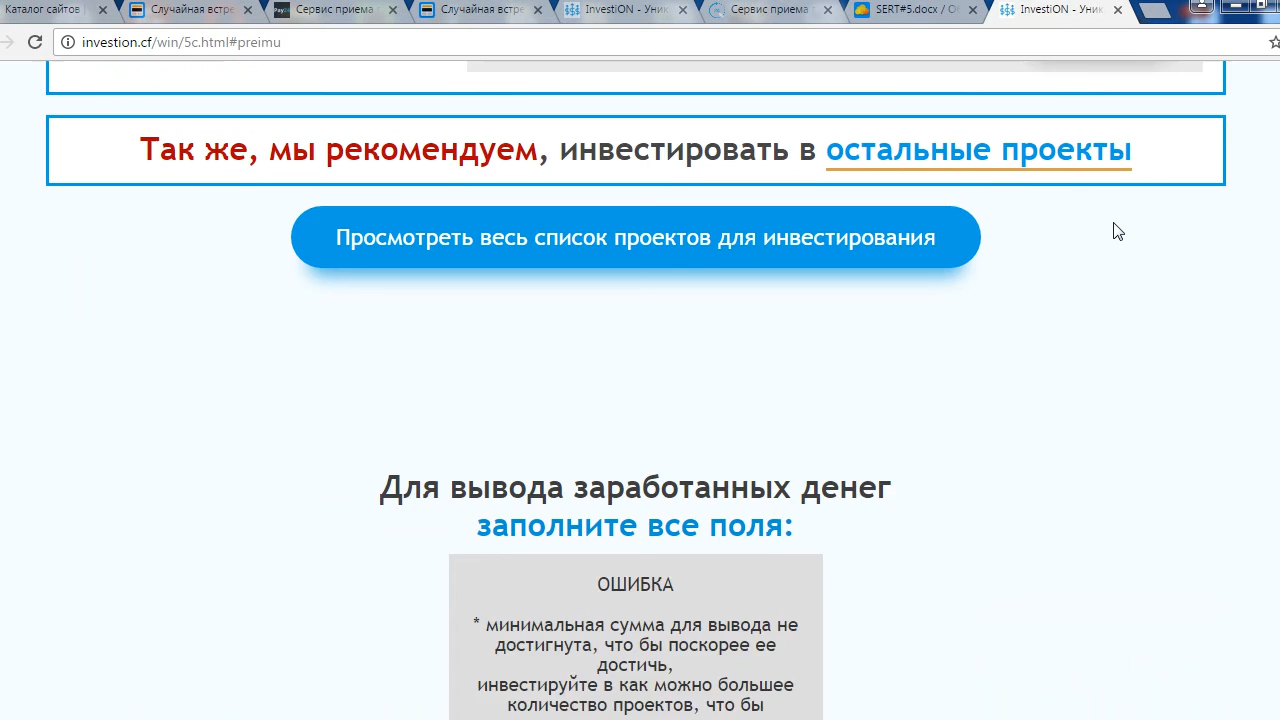 Каталог сайтов
Случайная встре
Сервис приема
Случайная встре
InvestiON - Уник
Сервис приема
SERT#5.docx / Об
InvestiON - Уник
investion.cf/win/5c.html#preimu
Так же, мы рекомендуем, инвестировать в остальные проекты
Просмотреть весь список проектов для инвестирования
Для вывода заработанных денег
заполните все поля:
ОШИБКА
* минимальная сумма для вывода не
достигнута, что бы поскорее ее
достичь,
инвестируйте в как можно большее
количество проектов, что бы